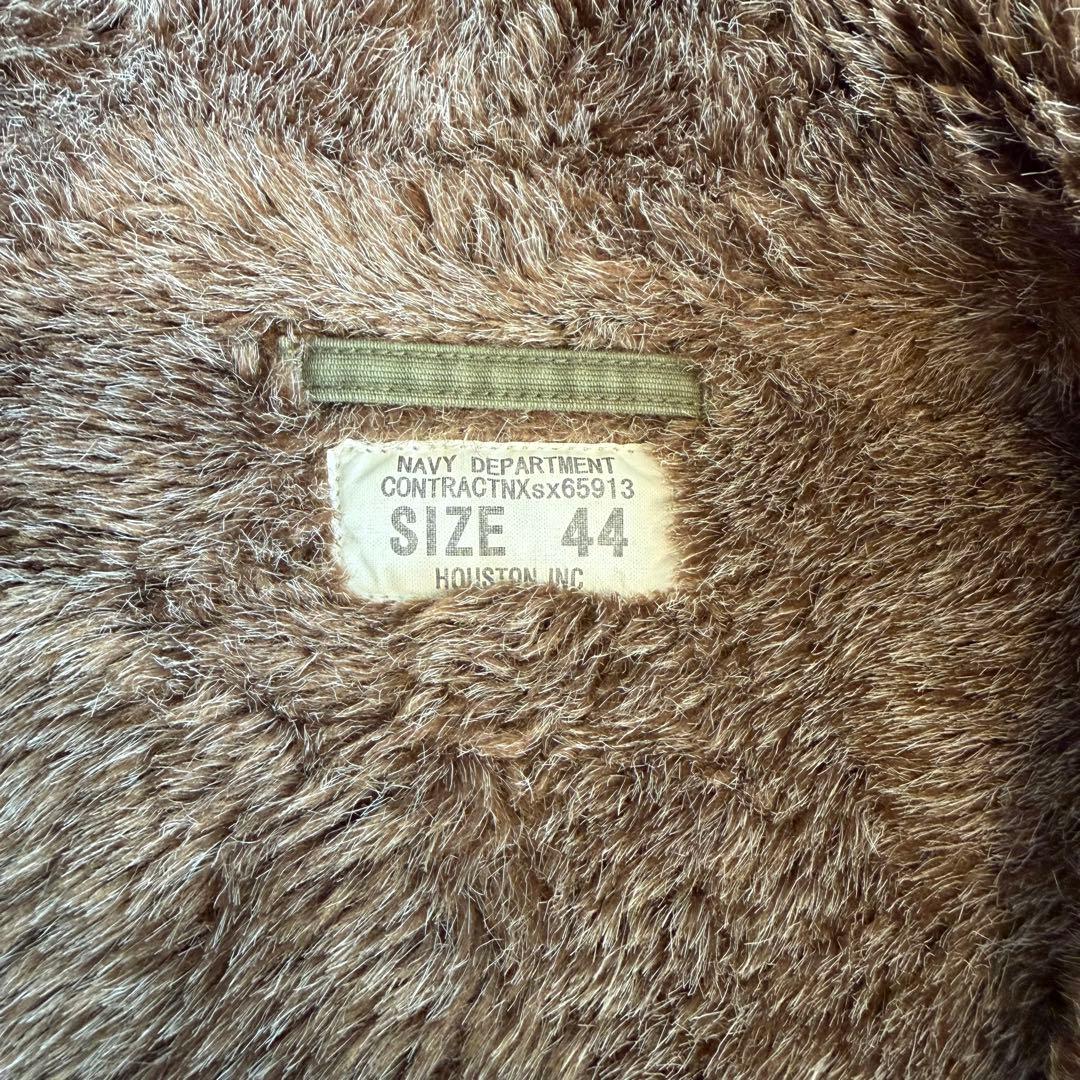 NAVY DEPARTMENT
CONTRACTNXsx65913
SIZE 44
HOUSTON INC